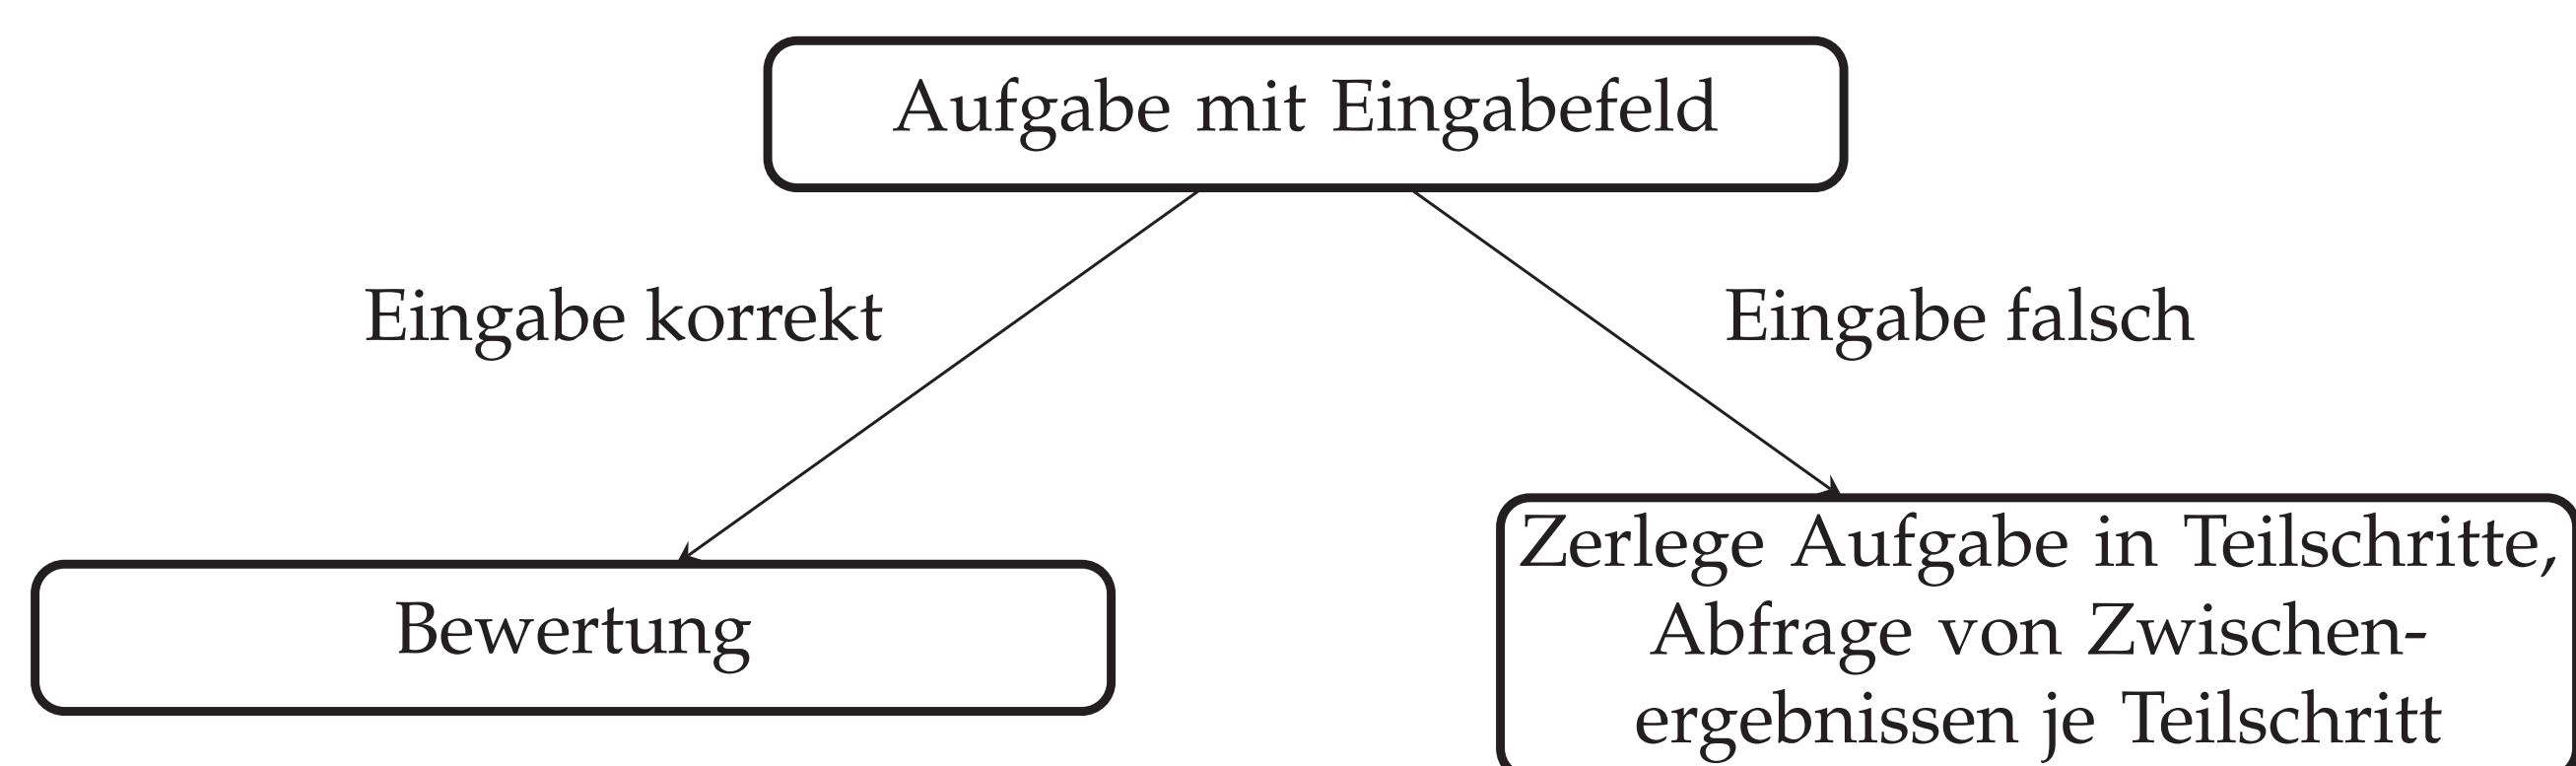 Aufgabe mit Eingabefeld
Eingabe korrekt
Eingabe falsch
Bewertung
Zerlege Aufgabe in Teilschritte,
Abfrage von Zwischen-
ergebnissen je Teilschritt